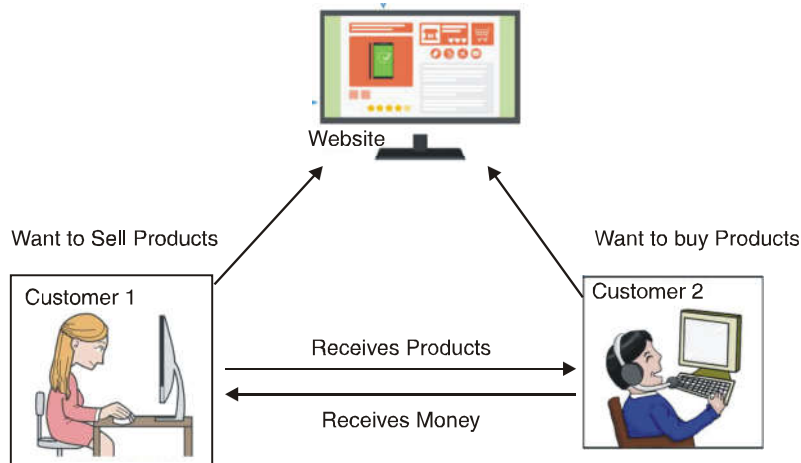 Website
Want to Sell Products
Want to buy Products
Customer 1
Customer 2
Receives Products
Receives Money